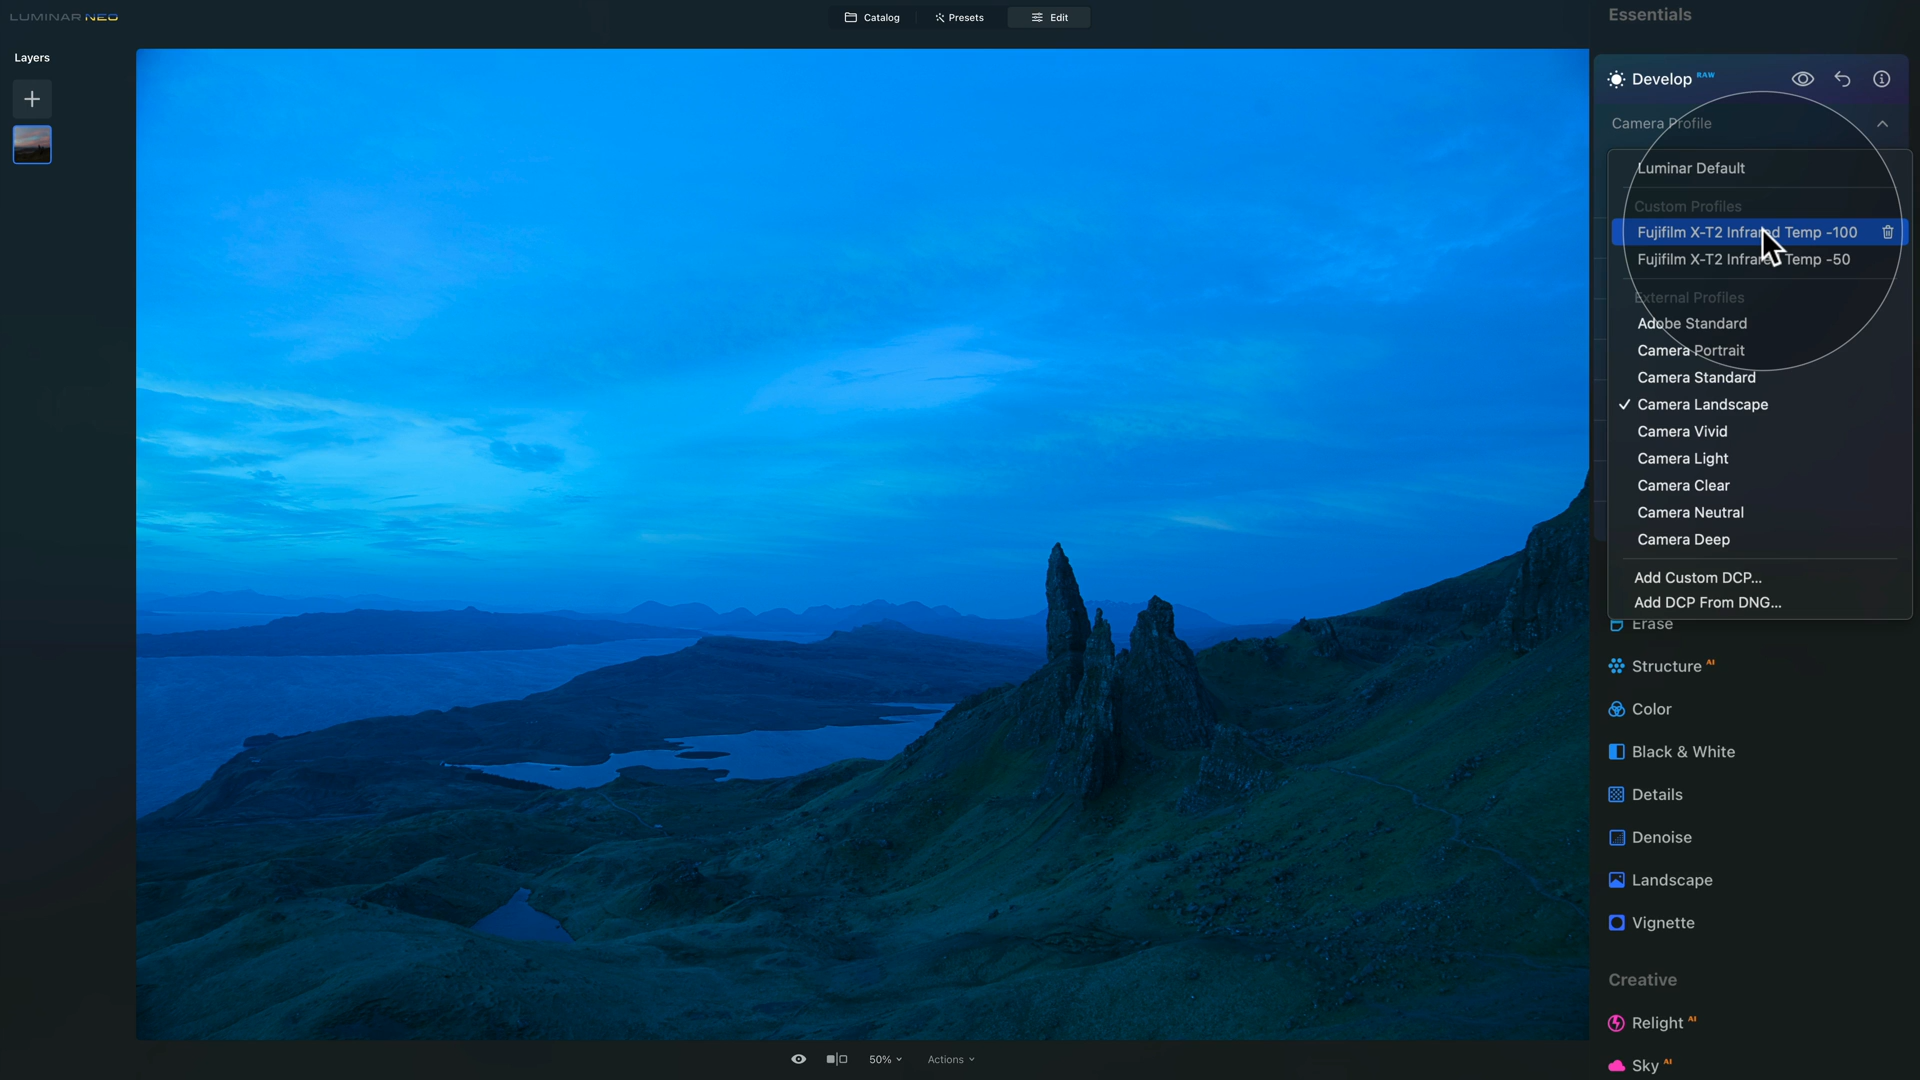 LUMINAR NEO
Catalog
Presets
Edit
Essentials
Layers
Develop RAW
Camera Profile
Luminar Default
Custom Profiles
Fujifilm X-T2 Infrared Temp -100
Fujifilm X-T2 Infrared Temp -50
External Profiles
Adobe Standard
Camera Portrait
Camera Standard
Camera Landscape
Camera Vivid
Camera Light
Camera Clear
Camera Neutral
Camera Deep
Add Custom DCP...
Add DCP From DNG...
Erase
Structure AI
Color
Black & White
Details
Denoise
Landscape
Vignette
Creative
Relight AI
Sky AI
50%
Actions